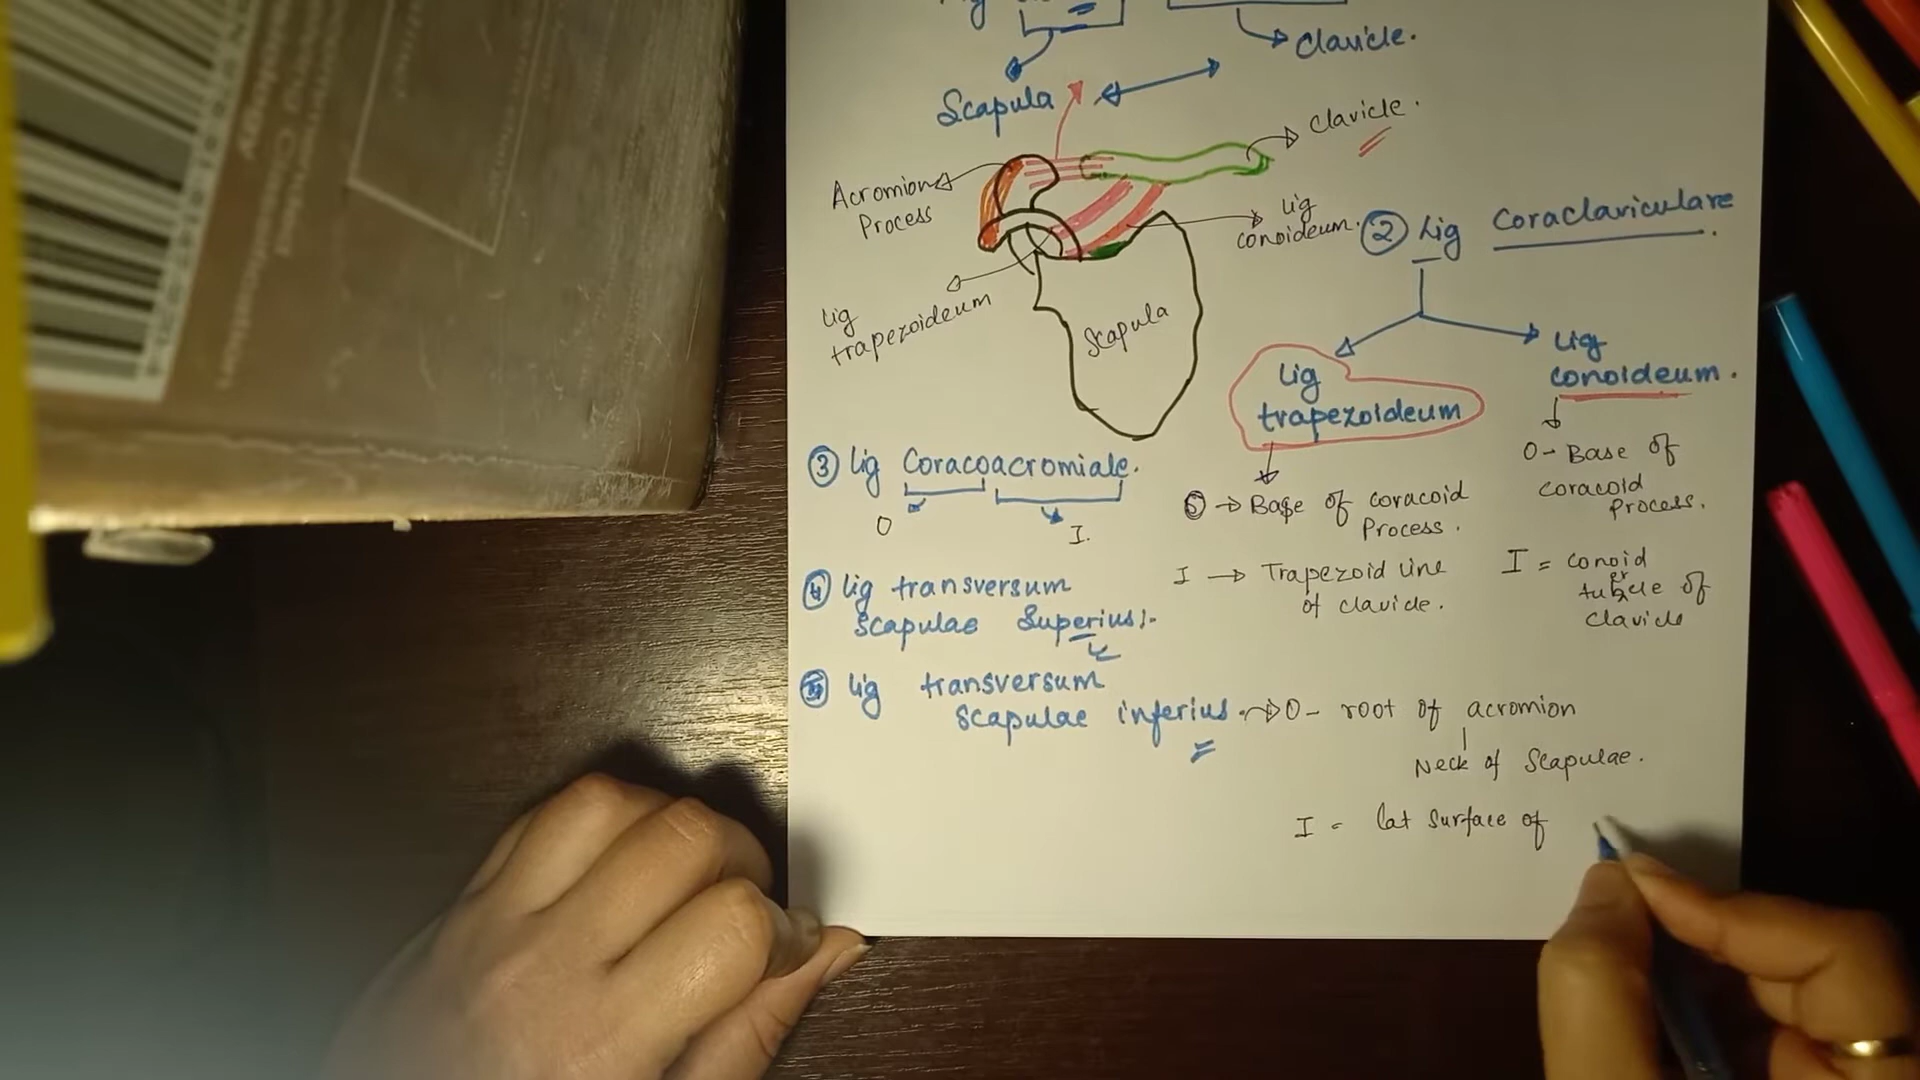 Clavicle.
Scapula
Clavicle.
Acromion
Process
Lig
conoideum.
Lig
trapezoideum
Scapula
② Lig Coraclaviculare.
Lig
trapezoideum
Lig
conoideum.
③ Lig Coracoacromiale.
O
I.
→ Base of coracoid
Process.
I → Trapezoid line
of clavicle.
O- Base of
coracoid
Process.
I = conoid
tubercle of
clavicle
④ Lig transversum
Scapulae Superius:-
Lig transversum
Scapulae inferius. → O- root of acromion
Neck of Scapulae.
I = lat surface of